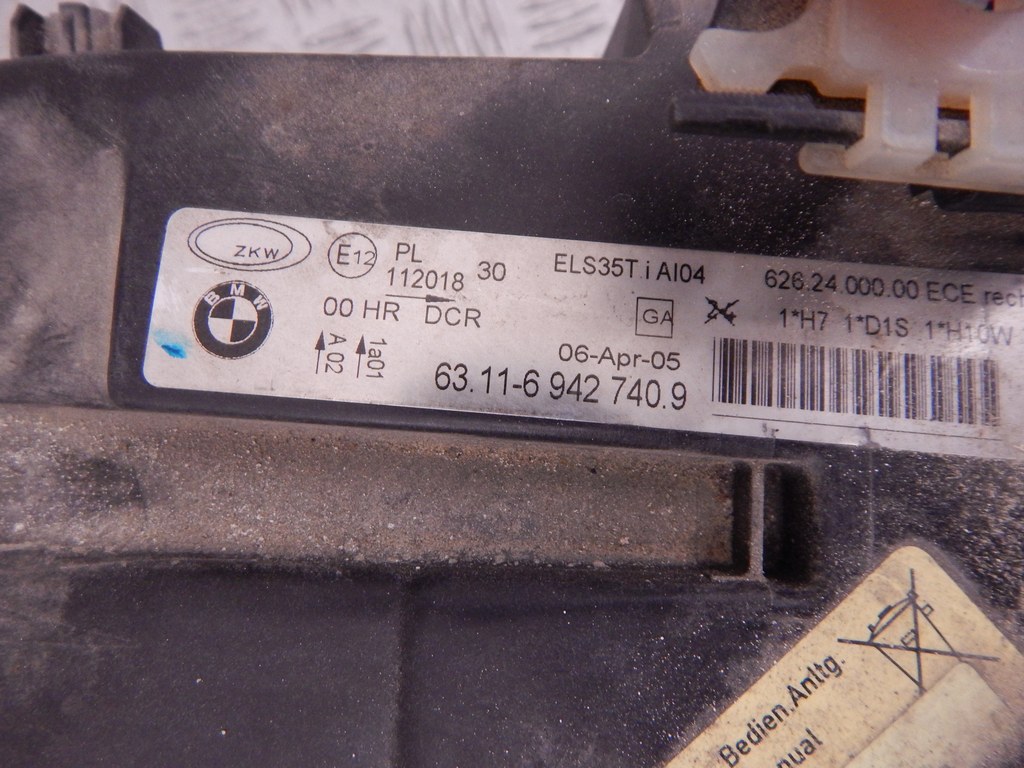 ZKW
E12 PL
112018 30
00 HR DCR
A 02
1a01
BMW
ELS35T.i AI04
GA
06-Apr-05
63.11-6 942 740.9
626.24.000.00 ECE
1*H7 1*D1S 1*H10W
Bedien.Anltg.